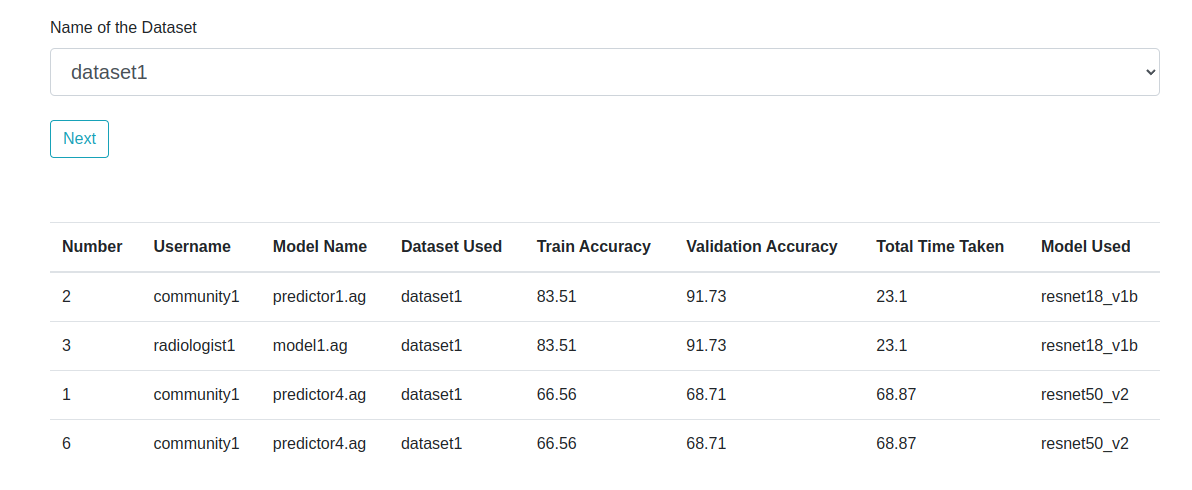 Name of the Dataset
dataset1
Next
Number Username Model Name Dataset Used Train Accuracy Validation Accuracy Total Time Taken Model Used
2 community1 predictor1.ag dataset1 83.51 91.73 23.1 resnet18_v1b
3 radiologist1 model1.ag dataset1 83.51 91.73 23.1 resnet18_v1b
1 community1 predictor4.ag dataset1 66.56 68.71 68.87 resnet50_v2
6 community1 predictor4.ag dataset1 66.56 68.71 68.87 resnet50_v2